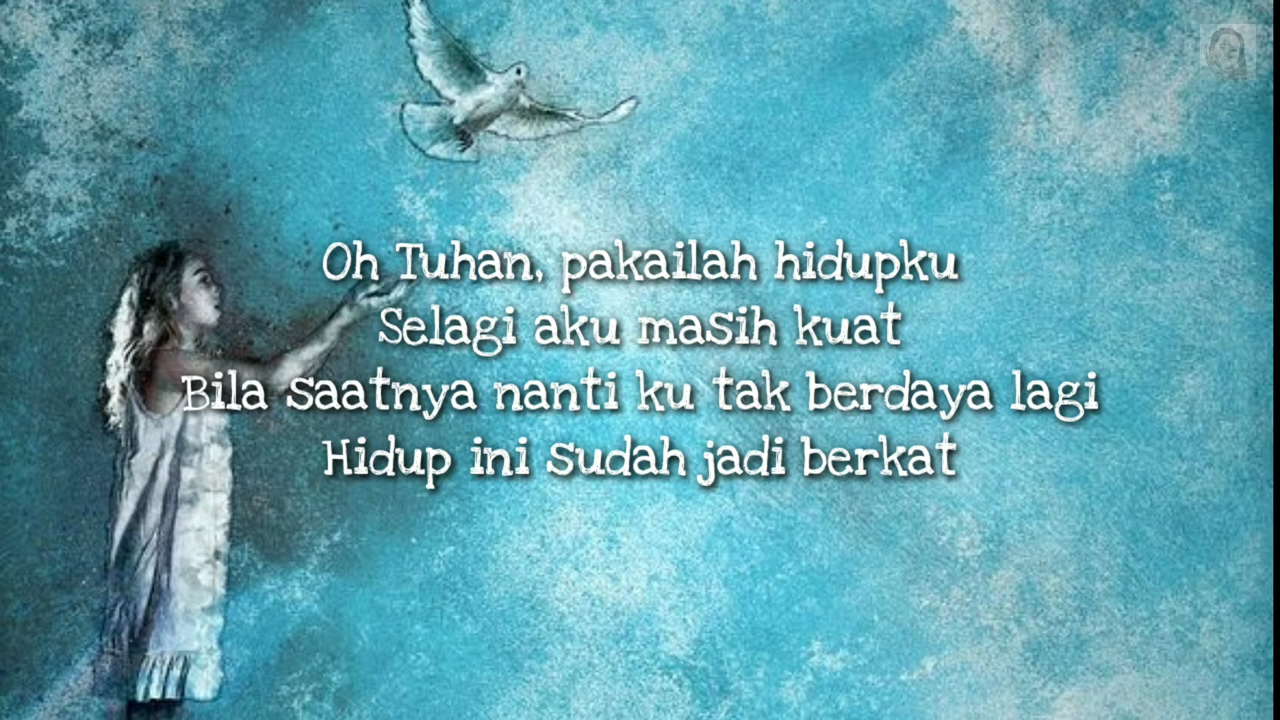 Oh Tuhan, pakailah hidupku
Selagi aku masih kuat
Bila saatnya nanti ku tak berdaya lagi
Hidup ini sudah jadi berkat